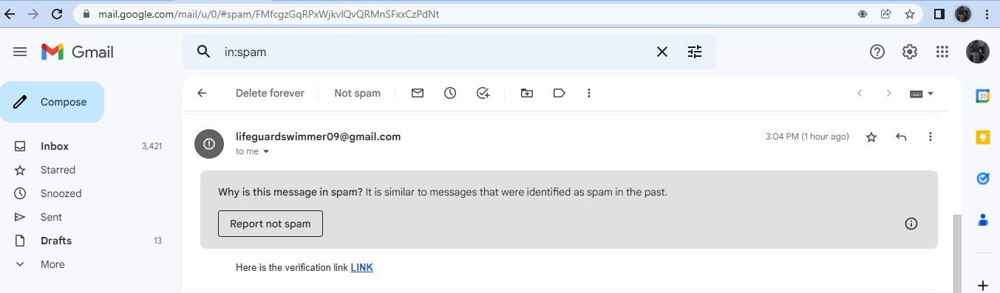 mail.google.com/mail/u/0/#spam/FMfcgzGqRPxWjkvlQvQRMnSFxxCzPdNt
Gmail
in:spam
Compose
Delete forever
Not spam
31
Inbox 3,421
Starred
Snoozed
Sent
Drafts 13
More
lifeguardswimmer09@gmail.com
3:04 PM (1 hour ago)
to me
Why is this message in spam? It is similar to messages that were identified as spam in the past.
Report not spam
Here is the verification link LINK